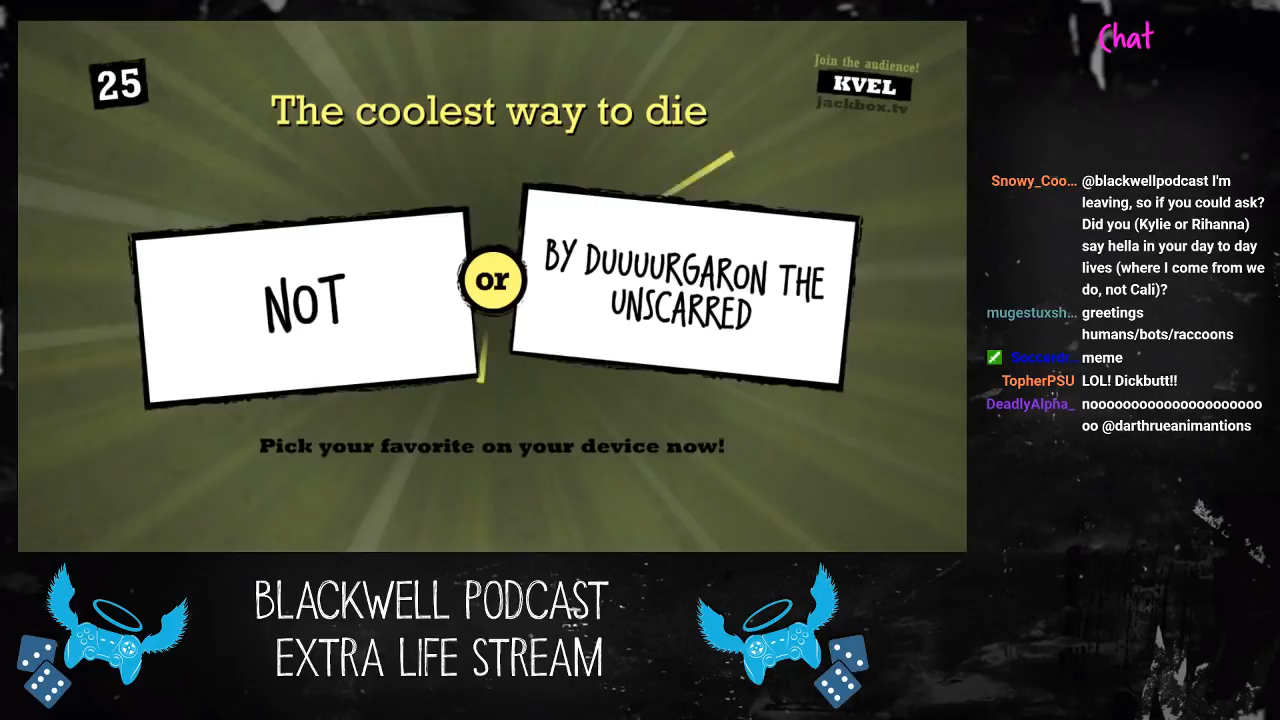 25
The coolest way to die
Join the audience!
KVEL
jackbox.tv
NOT
or
BY DUUUURGARON THE
UNSCARRED
Pick your favorite on your device now!
BLACKWELL PODCAST
EXTRA LIFE STREAM
Chat
Snowy_Coo... @blackwellpodcast I'm
leaving, so if you could ask?
Did you (Kylie or Rihanna)
say hella in your day to day
lives (where I come from we
do, not Cali)?
mugestuxsh... greetings
humans/bots/raccoons
Soccerdr... meme
TopherPSU LOL! Dickbutt!!
DeadlyAlpha_ noooooooooooooooooooo
oo @darthrueanimantions